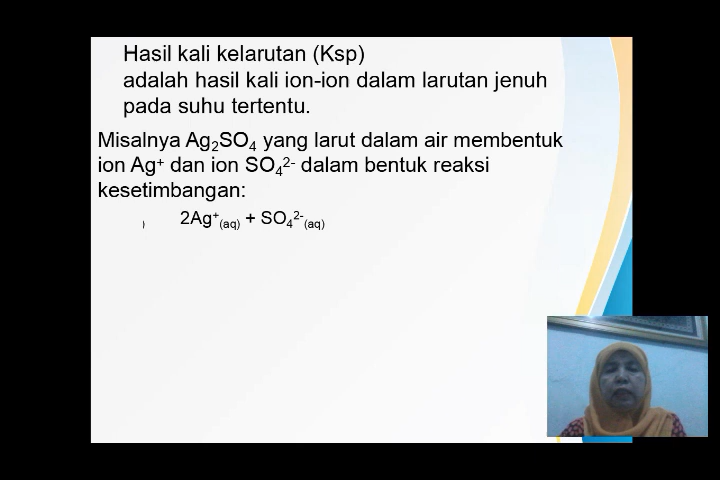 Hasil kali kelarutan (Ksp)
adalah hasil kali ion-ion dalam larutan jenuh
pada suhu tertentu.
Misalnya Ag₂SO₄ yang larut dalam air membentuk
ion Ag⁺ dan ion SO₄²⁻ dalam bentuk reaksi
kesetimbangan:
) 2Ag⁺(aq) + SO₄²⁻(aq)